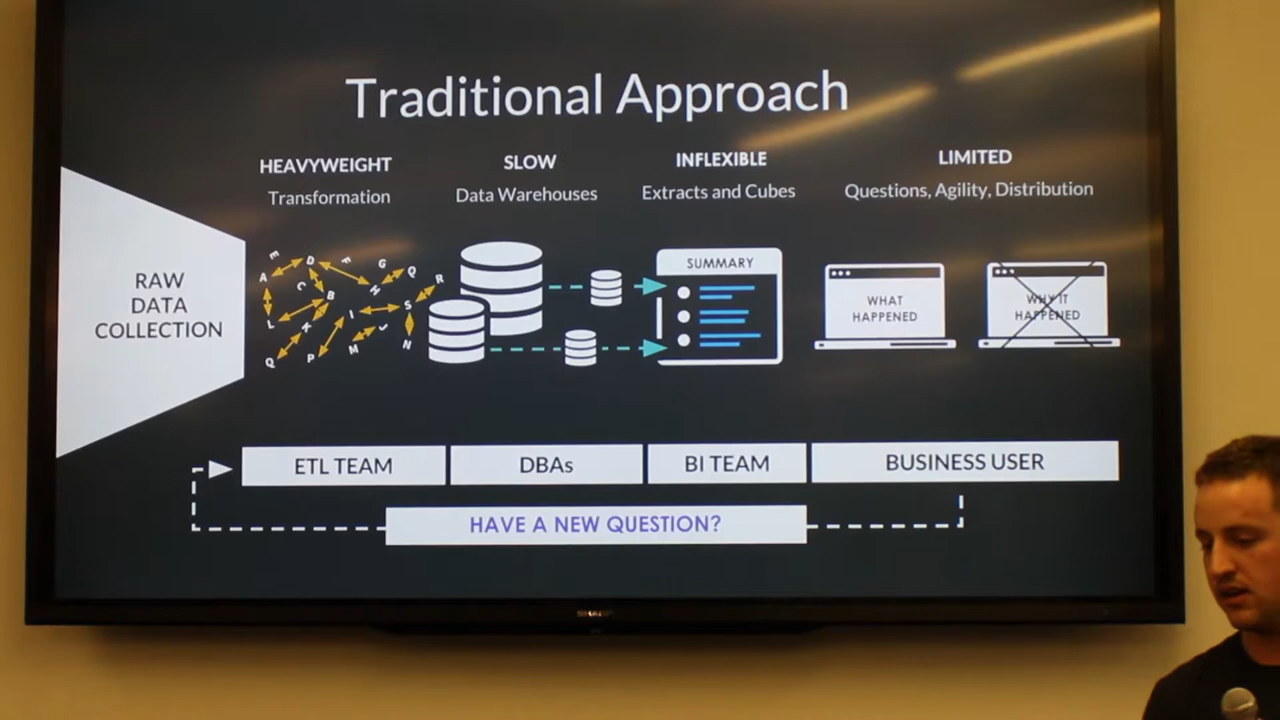 Traditional Approach
HEAVYWEIGHT
Transformation
SLOW
Data Warehouses
INFLEXIBLE
Extracts and Cubes
LIMITED
Questions, Agility, Distribution
RAW
DATA
COLLECTION
E D F G Q R
A C B H S
L K I J N
Q P M
SUMMARY
WHAT
HAPPENED
WHY IT
HAPPENED
ETL TEAM
DBAs
BI TEAM
BUSINESS USER
HAVE A NEW QUESTION?
SHARP